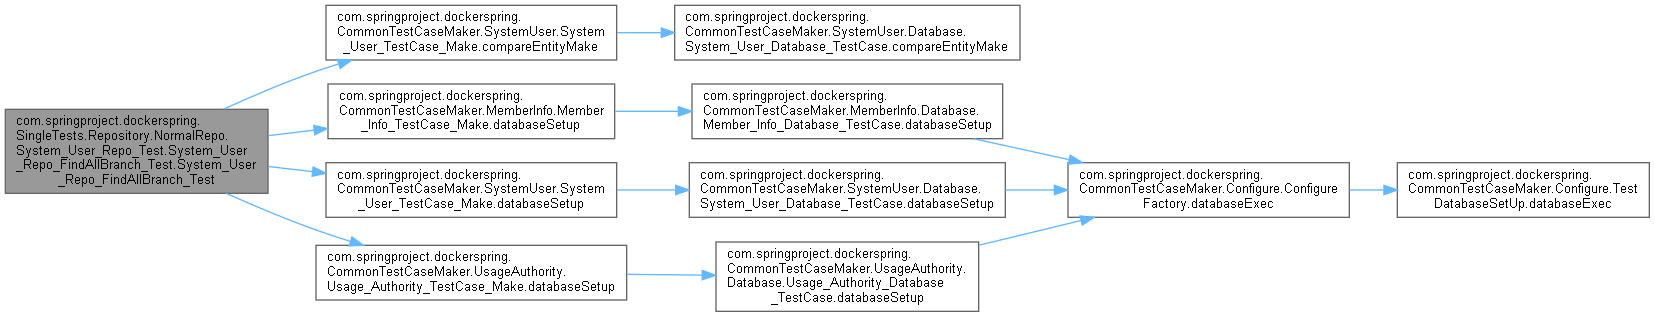 com.springproject.dockerspring.
SingleTests.Repository.NormalRepo.
System_User_Repo_Test.System_User
_Repo_FindAllBranch_Test.System_User
_Repo_FindAllBranch_Test
com.springproject.dockerspring.
CommonTestCaseMaker.SystemUser.System
_User_TestCase_Make.compareEntityMake
com.springproject.dockerspring.
CommonTestCaseMaker.SystemUser.Database.
System_User_Database_TestCase.compareEntityMake
com.springproject.dockerspring.
CommonTestCaseMaker.MemberInfo.Member
_Info_TestCase_Make.databaseSetup
com.springproject.dockerspring.
CommonTestCaseMaker.MemberInfo.Database.
Member_Info_Database_TestCase.databaseSetup
com.springproject.dockerspring.
CommonTestCaseMaker.SystemUser.System
_User_TestCase_Make.databaseSetup
com.springproject.dockerspring.
CommonTestCaseMaker.SystemUser.Database.
System_User_Database_TestCase.databaseSetup
com.springproject.dockerspring.
CommonTestCaseMaker.Configure.Configure
Factory.databaseExec
com.springproject.dockerspring.
CommonTestCaseMaker.Configure.Test
DatabaseSetUp.databaseExec
com.springproject.dockerspring.
CommonTestCaseMaker.UsageAuthority.
Usage_Authority_TestCase_Make.databaseSetup
com.springproject.dockerspring.
CommonTestCaseMaker.UsageAuthority.
Database.Usage_Authority_Database
_TestCase.databaseSetup